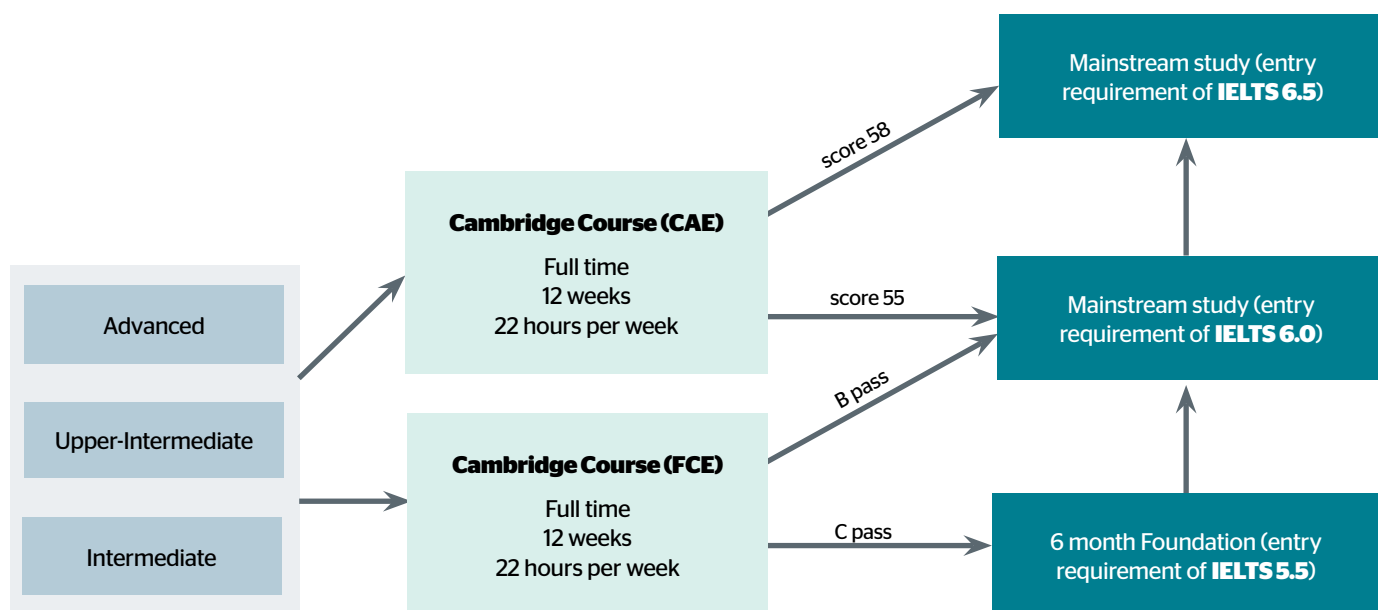 Advanced
Upper-Intermediate
Intermediate
Cambridge Course (CAE)
Full time
12 weeks
22 hours per week
Cambridge Course (FCE)
Full time
12 weeks
22 hours per week
score 58
score 55
B pass
C pass
Mainstream study (entry
requirement of IELTS 6.5)
Mainstream study (entry
requirement of IELTS 6.0)
6 month Foundation (entry
requirement of IELTS 5.5)